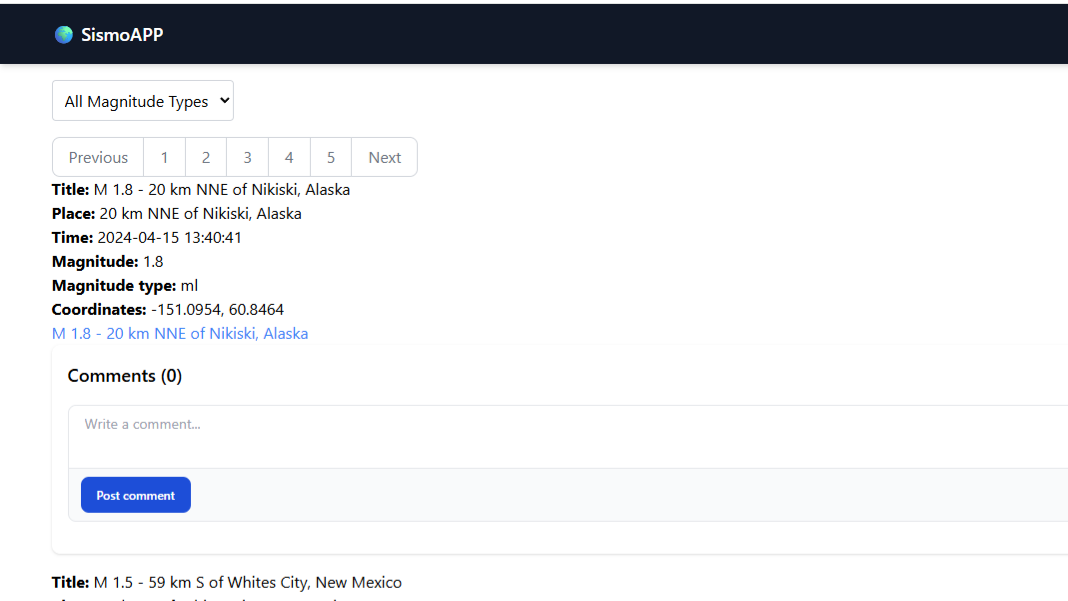 SismoAPP
All Magnitude Types
Previous 1 2 3 4 5 Next
Title: M 1.8 - 20 km NNE of Nikiski, Alaska
Place: 20 km NNE of Nikiski, Alaska
Time: 2024-04-15 13:40:41
Magnitude: 1.8
Magnitude type: ml
Coordinates: -151.0954, 60.8464
M 1.8 - 20 km NNE of Nikiski, Alaska
Comments (0)
Write a comment...
Post comment
Title: M 1.5 - 59 km S of Whites City, New Mexico